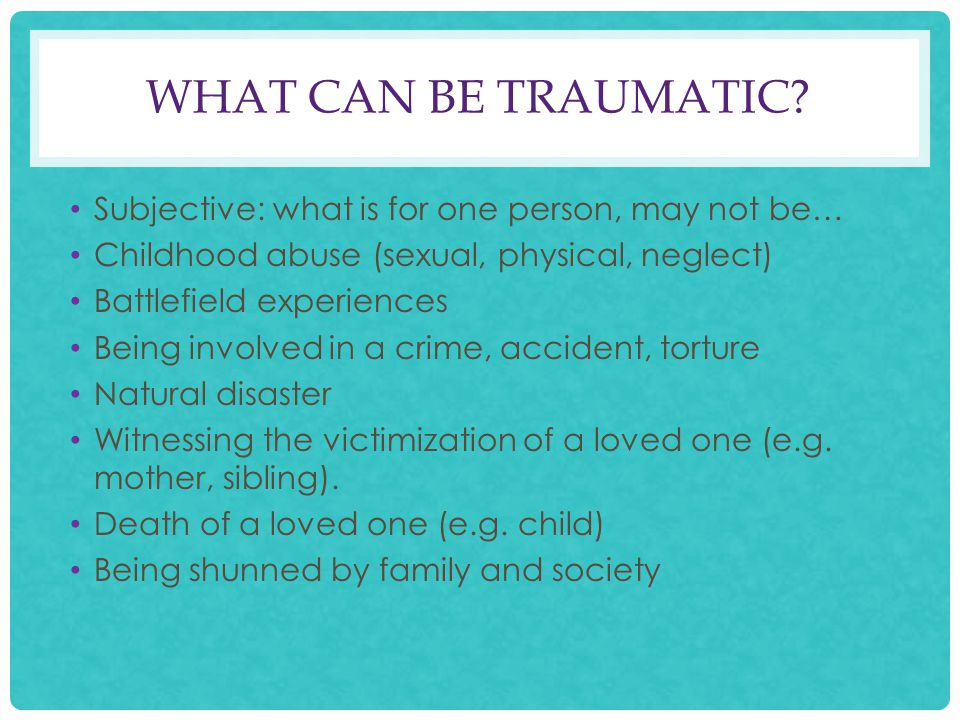 WHAT CAN BE TRAUMATIC?
• Subjective: what is for one person, may not be…
• Childhood abuse (sexual, physical, neglect)
• Battlefield experiences
• Being involved in a crime, accident, torture
• Natural disaster
• Witnessing the victimization of a loved one (e.g.
mother, sibling).
• Death of a loved one (e.g. child)
• Being shunned by family and society